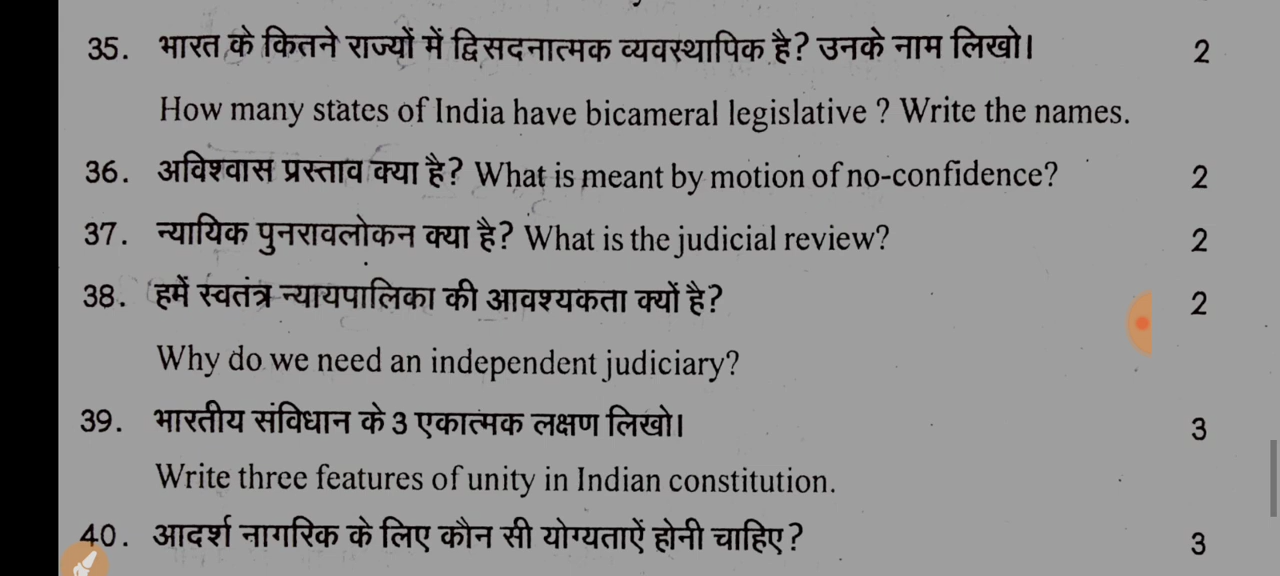 35. भारत के कितने राज्यों में द्विसदनात्मक व्यवस्थापिक है? उनके नाम लिखो। 2
How many states of India have bicameral legislative ? Write the names.
36. अविश्वास प्रस्ताव क्या है? What is meant by motion of no-confidence? 2
37. न्यायिक पुनरावलोकन क्या है? What is the judicial review? 2
38. हमें स्वतंत्र न्यायपालिका की आवश्यकता क्यों है? 2
Why do we need an independent judiciary?
39. भारतीय संविधान के 3 एकात्मक लक्षण लिखो। 3
Write three features of unity in Indian constitution.
40. आदर्श नागरिक के लिए कौन सी योग्यताऐं होनी चाहिए? 3